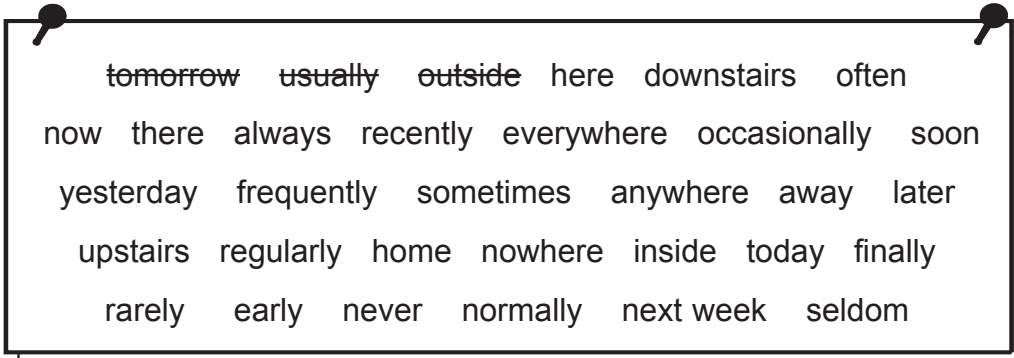 tomorrow usually outside here downstairs often
now there always recently everywhere occasionally soon
yesterday frequently sometimes anywhere away later
upstairs regularly home nowhere inside today finally
rarely early never normally next week seldom